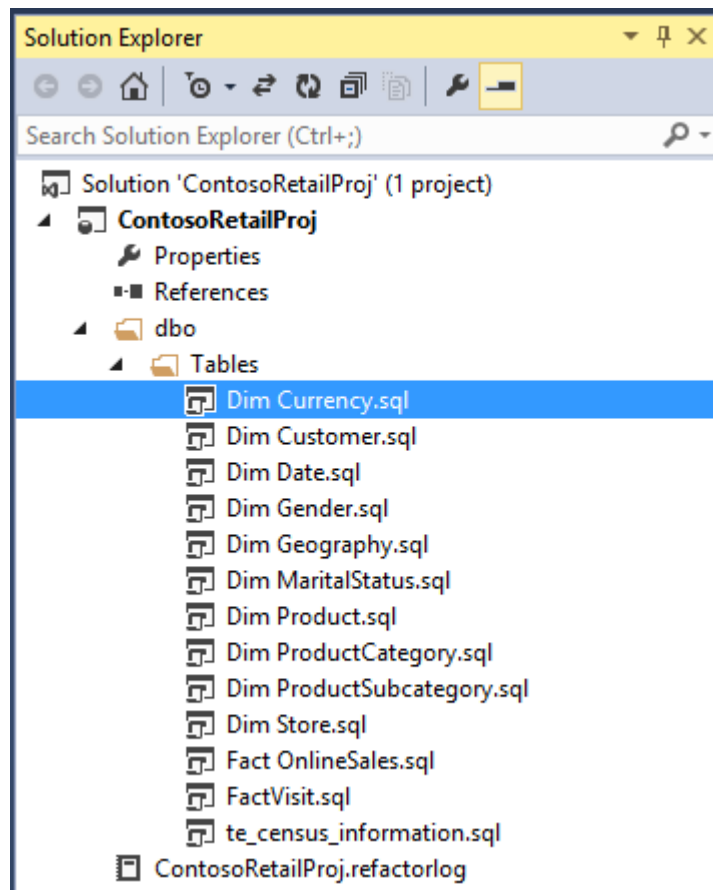 Solution Explorer
Search Solution Explorer (Ctrl+;)
Solution 'ContosoRetailProj' (1 project)
ContosoRetailProj
Properties
References
dbo
Tables
Dim Currency.sql
Dim Customer.sql
Dim Date.sql
Dim Gender.sql
Dim Geography.sql
Dim MaritalStatus.sql
Dim Product.sql
Dim ProductCategory.sql
Dim ProductSubcategory.sql
Dim Store.sql
Fact OnlineSales.sql
FactVisit.sql
te_census_information.sql
ContosoRetailProj.refactorlog